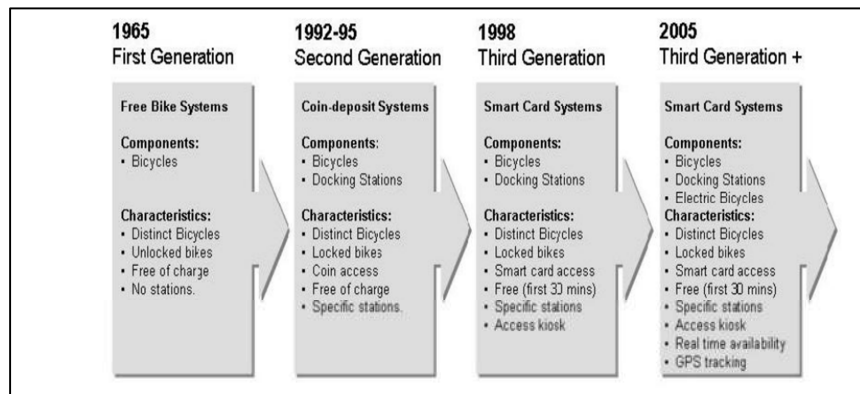 1965
First Generation
Free Bike Systems
Components:
• Bicycles
Characteristics:
• Distinct Bicycles
• Unlocked bikes
• Free of charge
• No stations.
1992-95
Second Generation
Coin-deposit Systems
Components:
• Bicycles
• Docking Stations
Characteristics:
• Distinct Bicycles
• Locked bikes
• Coin access
• Free of charge
• Specific stations.
1998
Third Generation
Smart Card Systems
Components:
• Bicycles
• Docking Stations
Characteristics:
• Distinct Bicycles
• Locked bikes
• Smart card access
• Free (first 30 mins)
• Specific stations
• Access kiosk
2005
Third Generation +
Smart Card Systems
Components:
• Bicycles
• Docking Stations
• Electric Bicycles
Characteristics:
• Distinct Bicycles
• Locked bikes
• Smart card access
• Free (first 30 mins)
• Specific stations
• Access kiosk
• Real time availability
• GPS tracking